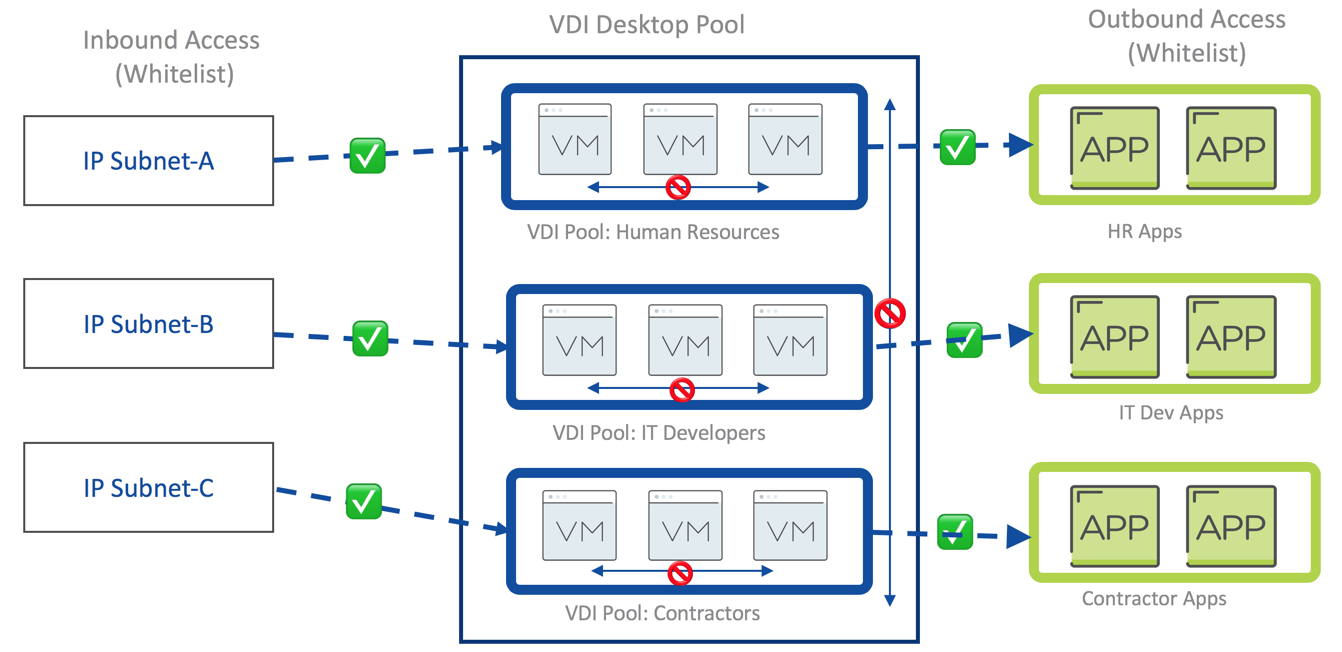 Inbound Access
(Whitelist)
VDI Desktop Pool
Outbound Access
(Whitelist)
IP Subnet-A
VM
VM
VM
VDI Pool: Human Resources
APP
APP
HR Apps
IP Subnet-B
VM
VM
VM
VDI Pool: IT Developers
APP
APP
IT Dev Apps
IP Subnet-C
VM
VM
VM
VDI Pool: Contractors
APP
APP
Contractor Apps